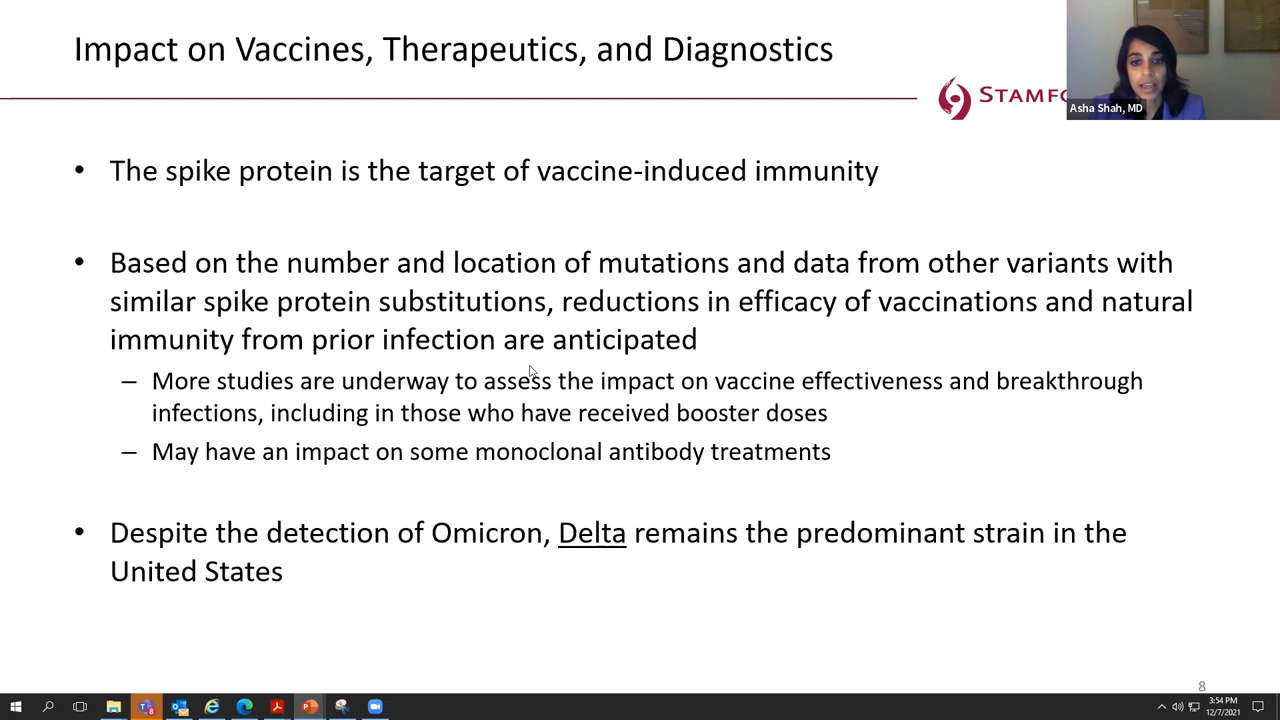 Impact on Vaccines, Therapeutics, and Diagnostics
STAMFO
Asha Shah, MD
• The spike protein is the target of vaccine-induced immunity
• Based on the number and location of mutations and data from other variants with
similar spike protein substitutions, reductions in efficacy of vaccinations and natural
immunity from prior infection are anticipated
– More studies are underway to assess the impact on vaccine effectiveness and breakthrough
infections, including in those who have received booster doses
– May have an impact on some monoclonal antibody treatments
• Despite the detection of Omicron, Delta remains the predominant strain in the
United States
8
3:54 PM
12/7/2021